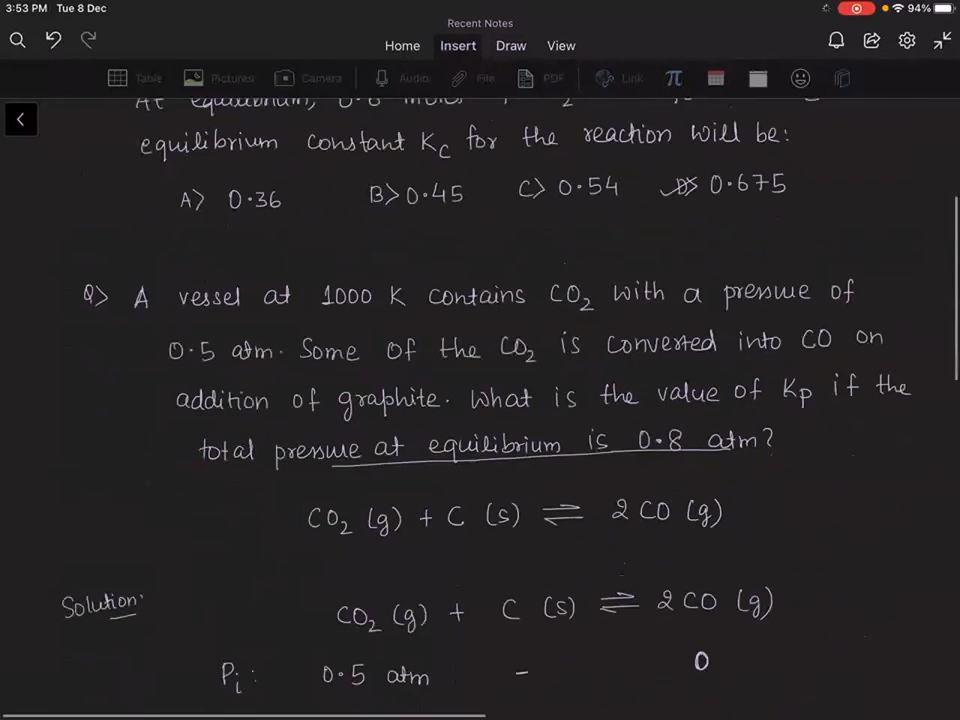 3:53 PM Tue 8 Dec
94%
Recent Notes
Home Insert Draw View
Table Pictures Camera Audio File PDF Link π
At equilibrium,
equilibrium constant Kc for the reaction will be:
A> 0.36 B> 0.45 C> 0.54 D> 0.675
Q> A vessel at 1000 K contains CO₂ with a pressure of
0.5 atm. Some of the CO₂ is converted into CO on
addition of graphite. What is the value of Kp if the
total pressure at equilibrium is 0.8 atm?
CO₂ (g) + C (s) ⇌ 2 CO (g)
Solution:
CO₂ (g) + C (s) ⇌ 2 CO (g)
Pi: 0.5 atm - 0